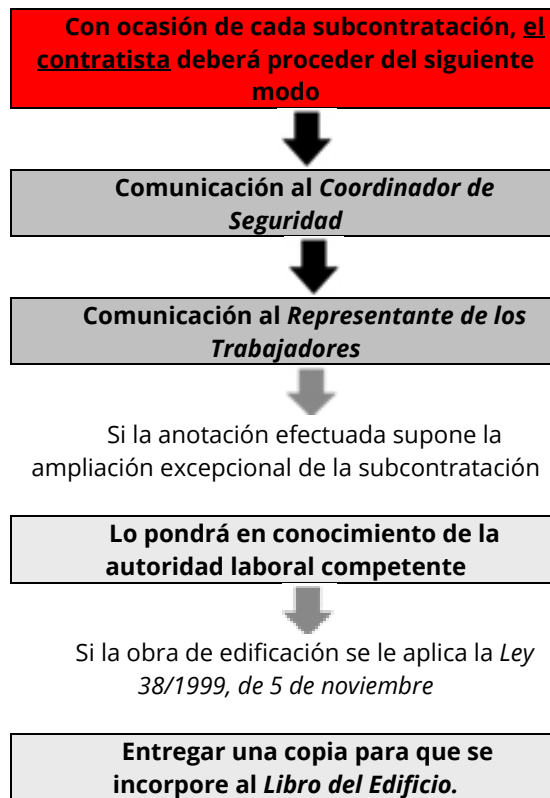 Con ocasión de cada subcontratación, el
contratista deberá proceder del siguiente
modo
Comunicación al Coordinador de
Seguridad
Comunicación al Representante de los
Trabajadores
Si la anotación efectuada supone la
ampliación excepcional de la subcontratación
Lo pondrá en conocimiento de la
autoridad laboral competente
Si la obra de edificación se le aplica la Ley
38/1999, de 5 de noviembre
Entregar una copia para que se
incorpore al Libro del Edificio.